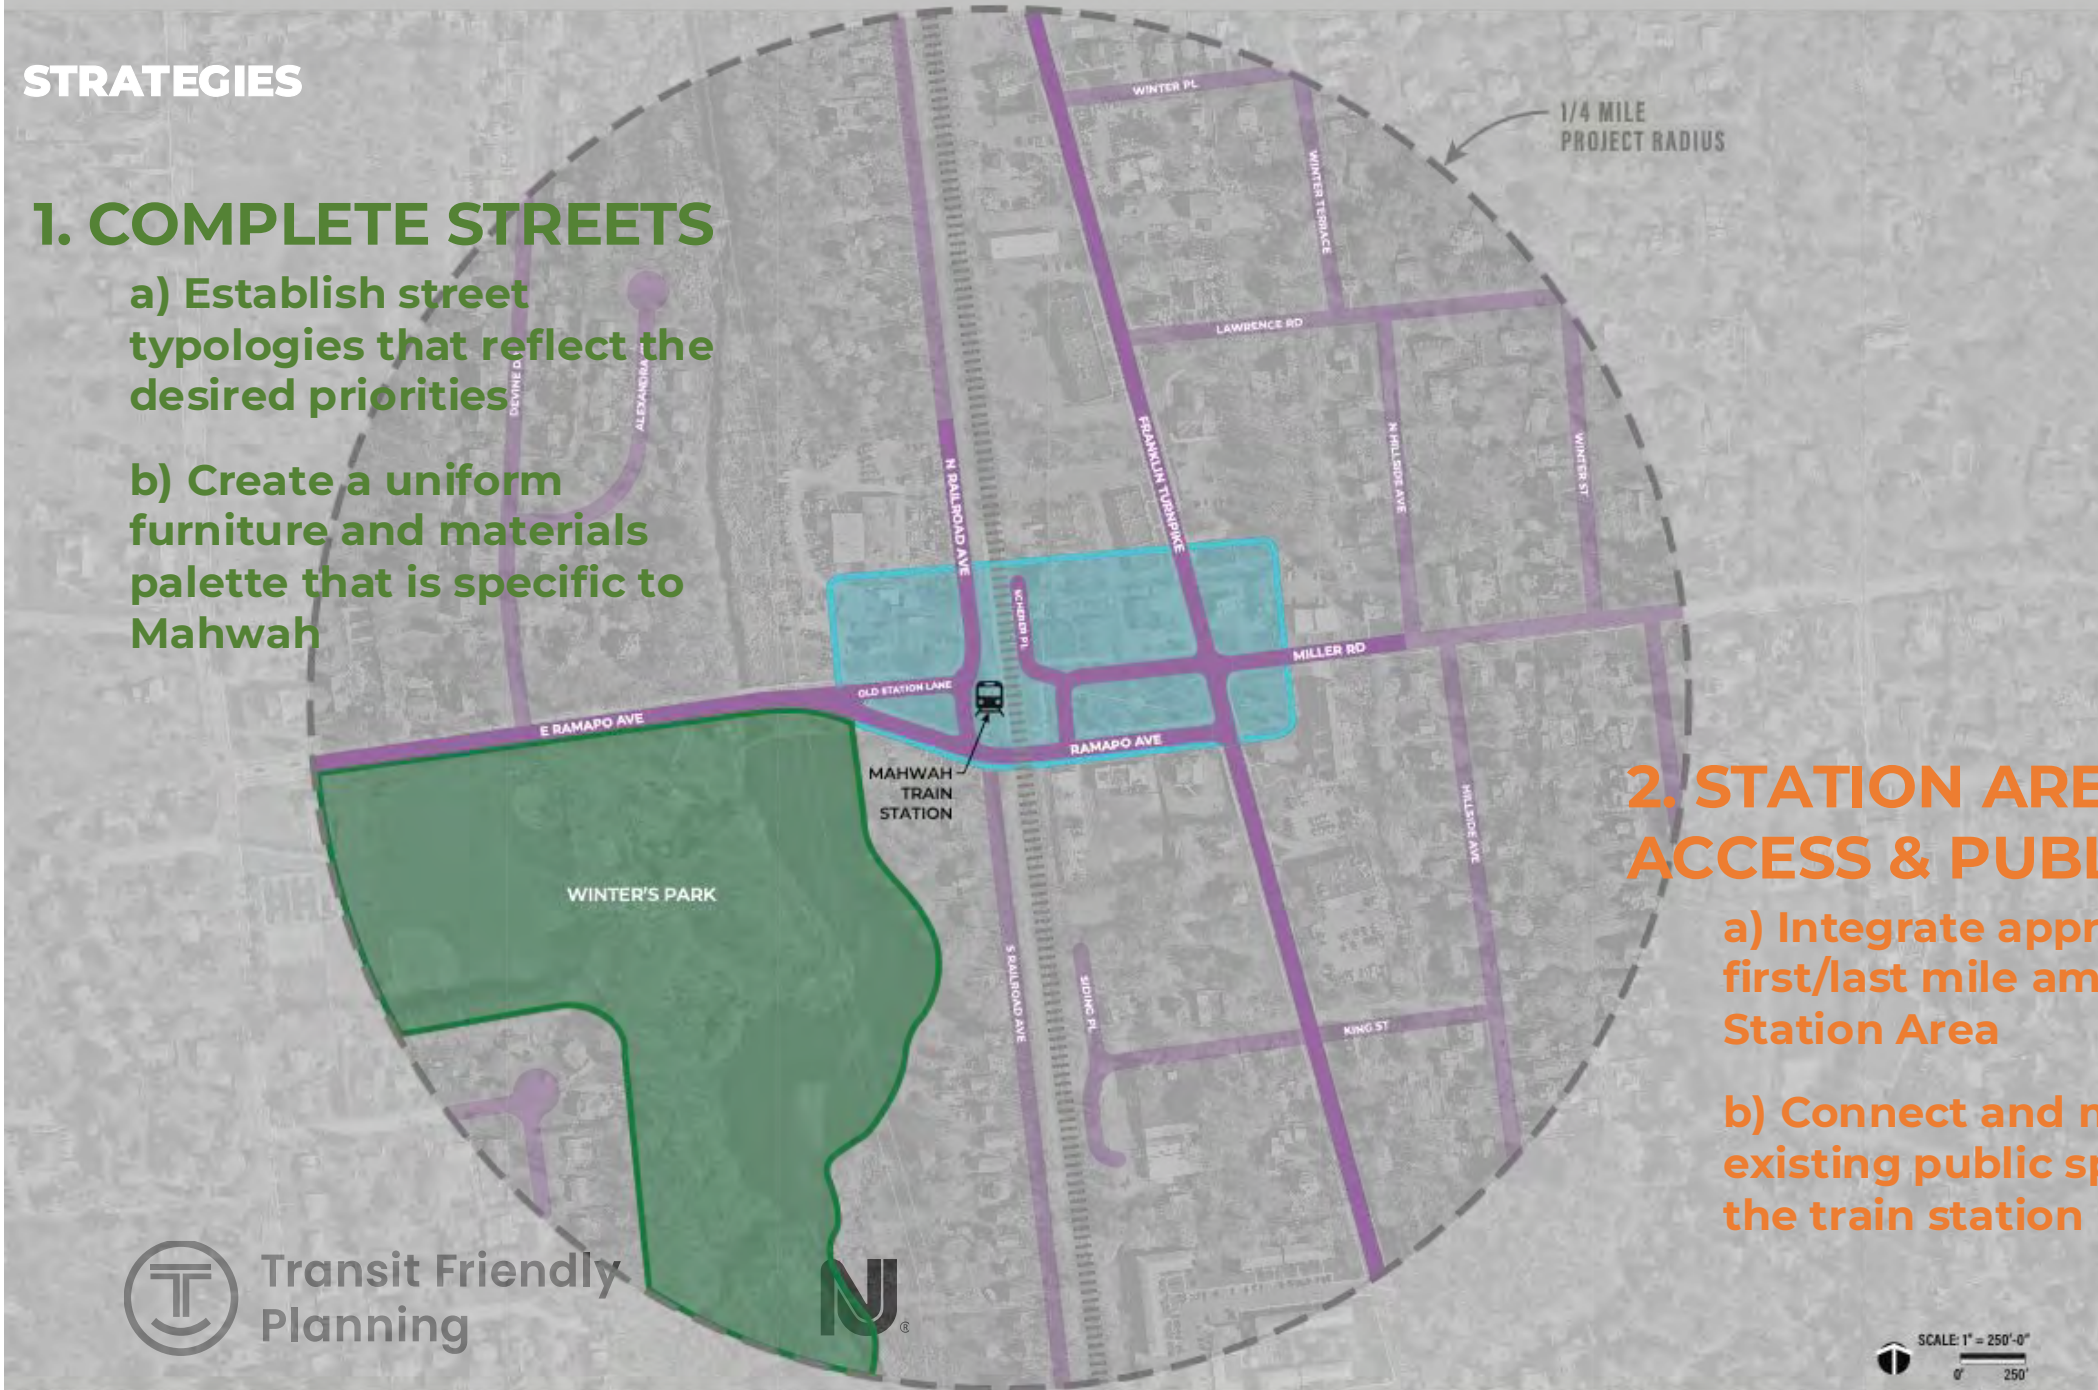 STRATEGIES
1. COMPLETE STREETS
a) Establish street
typologies that reflect the
desired priorities
b) Create a uniform
furniture and materials
palette that is specific to
Mahwah
1/4 MILE
PROJECT RADIUS
WINTER PL
WINTER TERRACE
LAWRENCE RD
DEVINE D
ALEXANDRA
N RAILROAD AVE
FRANKLIN TURNPIKE
N HILLSIDE AVE
WINTER ST
SCHERER PL
MILLER RD
OLD STATION LANE
E RAMAPO AVE
RAMAPO AVE
MAHWAH
TRAIN
STATION
WINTER'S PARK
HILLSIDE AVE
S RAILROAD AVE
SIDING PL
KING ST
2. STATION ARE
ACCESS & PUBL
a) Integrate appr
first/last mile am
Station Area
b) Connect and
existing public sp
the train station
Transit Friendly
Planning
NJ
®
SCALE: 1" = 250'-0"
0' 250'